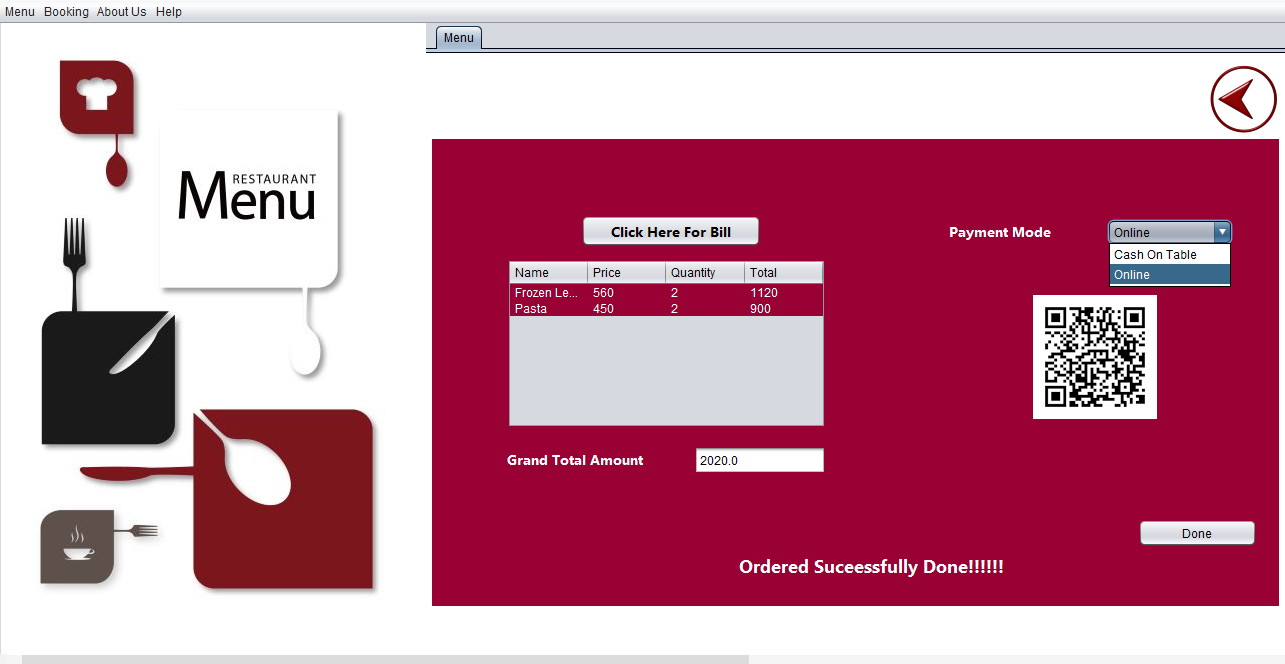 Menu Booking About Us Help
Menu
RESTAURANT
Menu
Click Here For Bill
Payment Mode
Online
Cash On Table
Online
Name Price Quantity Total
Frozen Le... 560 2 1120
Pasta 450 2 900
Grand Total Amount 2020.0
Done
Ordered Suceessfully Done!!!!!!